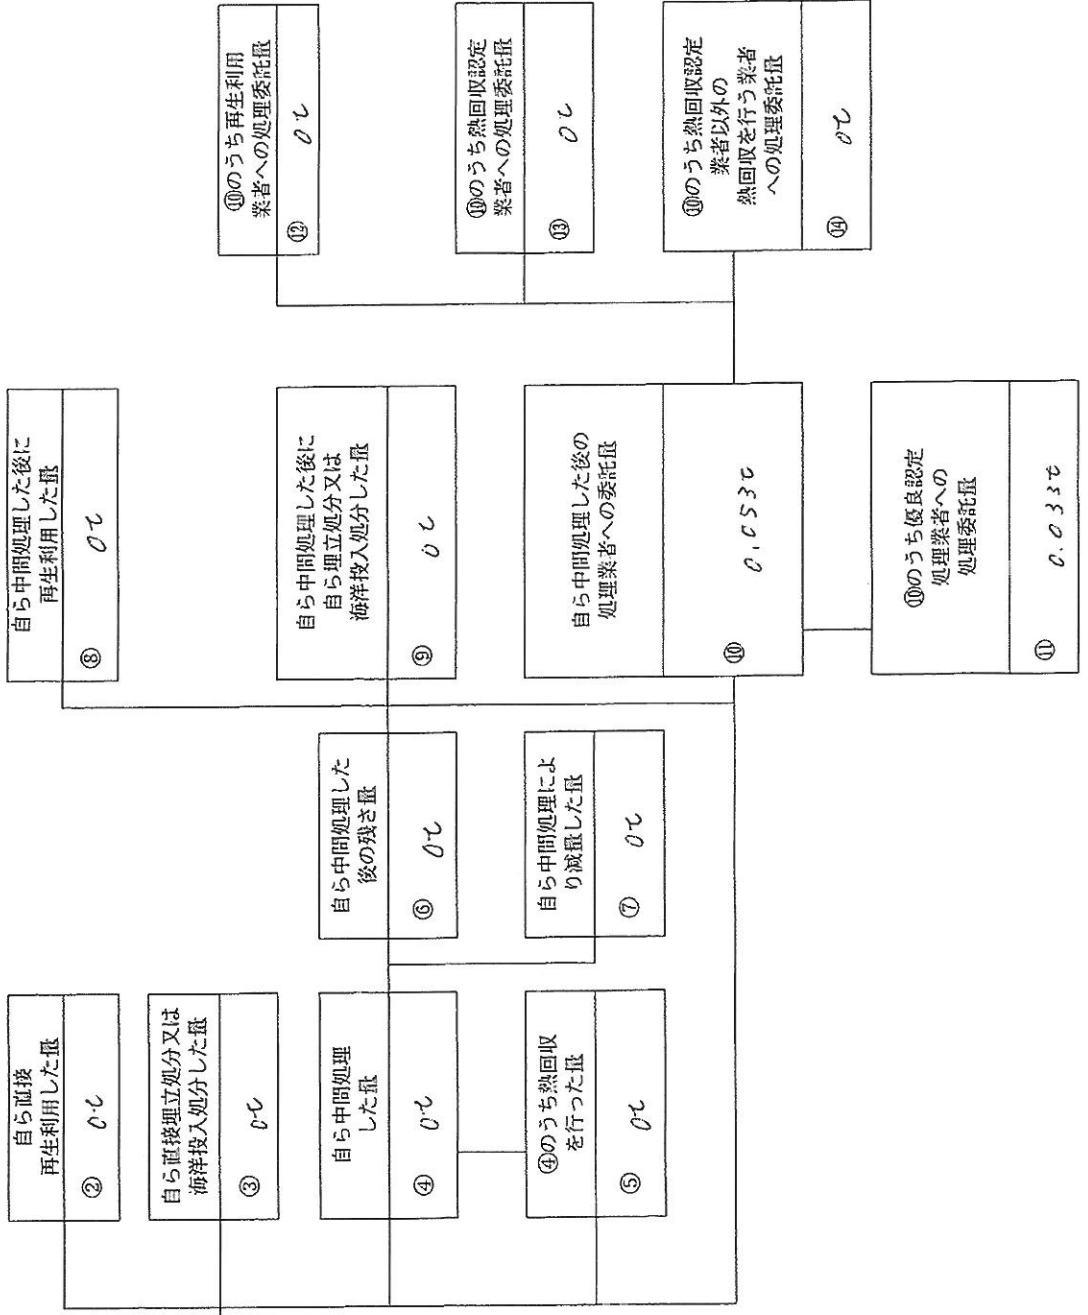 自ら直接
再生利用した量
② 0t
自ら直接埋立処分又は
海洋投入処分した量
③ 0t
自ら中間処理
した量
④ 0t
④のうち熱回収
を行った量
⑤ 0t
自ら中間処理した
後の残さ量
⑥ 0t
自ら中間処理によ
り減量した量
⑦ 0t
自ら中間処理した後に
再生利用した量
⑧ 0t
自ら中間処理した後に
自ら埋立処分又は
海洋投入処分した量
⑨ 0t
自ら中間処理した後の
処理業者への委託量
⑩ 0.053t
⑩のうち優良認定
処理業者への
処理委託量
⑪ 0.033t
⑩のうち再生利用
業者への処理委託量
⑫ 0t
⑩のうち熱回収認定
業者への処理委託量
⑬ 0t
⑩のうち熱回収認定
業者以外の
熱回収を行う業者
への処理委託量
⑭ 0t